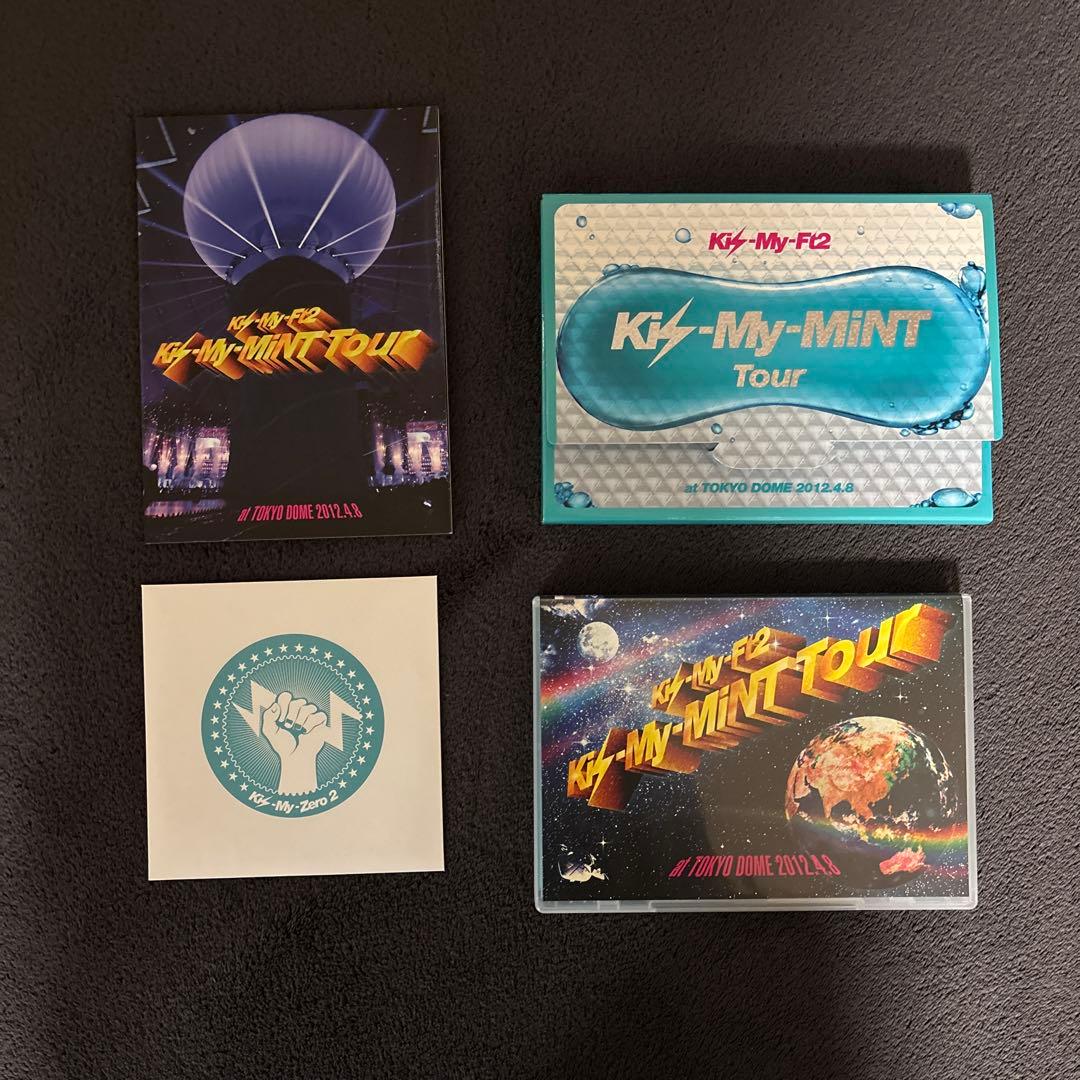 Kis-My-Ft2
Kis-My-MiNT Tour
at TOKYO DOME 2012.4.8
Kis-My-Ft2
Kis-My-MiNT
Tour
at TOKYO DOME 2012.4.8
Kis-My-Zero 2
Kis-My-Ft2
Kis-My-MiNT Tour
at TOKYO DOME 2012.4.8